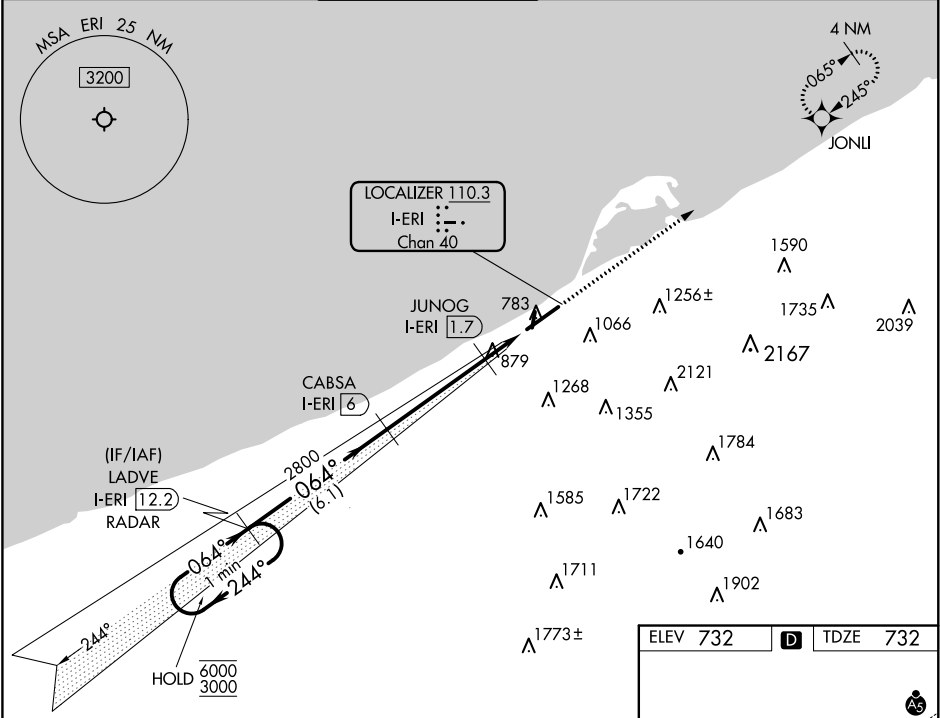 MSA ERI 25 NM
3200
4 NM
065°
245°
JONLI
LOCALIZER 110.3
I-ERI
Chan 40
1590
1256±
1735
2039
783
JUNOG
I-ERI 1.7
1066
879
2167
CABSA
I-ERI 6
1268
2121
1355
1784
(IF/IAF)
LADVE
I-ERI 12.2
RADAR
2800
064°
(6.1)
1585
1722
1683
1640
064°
1 min
244°
1711
1902
244°
1773±
HOLD 6000
3000
ELEV 732 D TDZE 732
A5